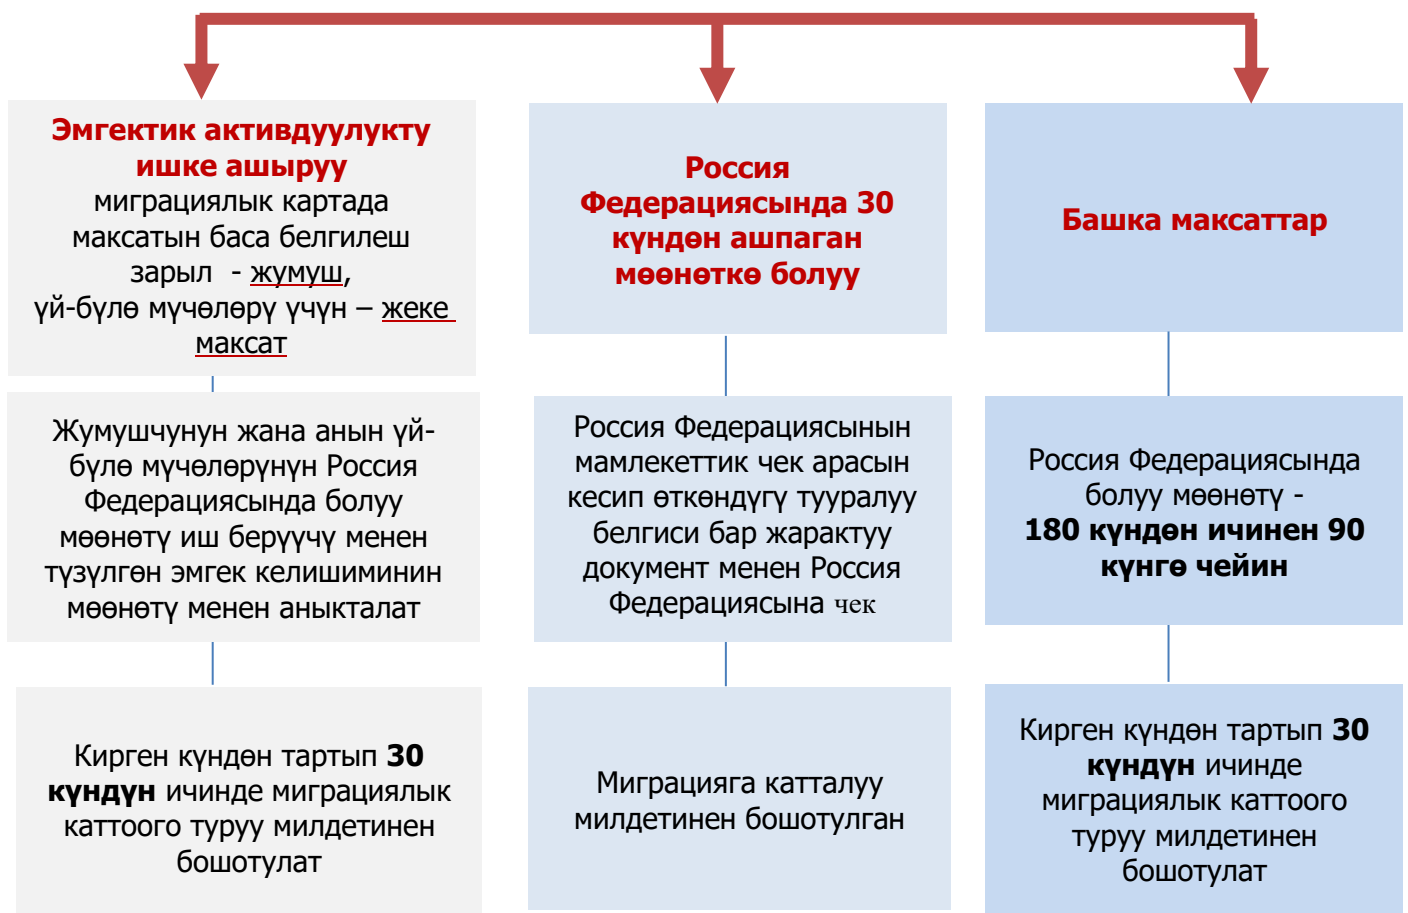 Эмгектик активдуулукту
ишке ашыруу
миграциялык картада
максатын баса белгилеш
зарыл - жумуш,
үй-бүлө мүчөлөрү үчүн – жеке
максат
Жумушчунун жана анын үй-
бүлө мүчөлөрүнүн Россия
Федерациясында болуу
мөөнөтү иш берүүчү менен
түзүлгөн эмгек келишиминин
мөөнөтү менен аныкталат
Кирген күндөн тартып 30
күндүн ичинде миграциялык
каттоого туруу милдетинен
бошотулат
Россия
Федерациясында 30
күндөн ашпаган
мөөнөткө болуу
Россия Федерациясынын
мамлекеттик чек арасын
кесип өткөндүгү тууралуу
белгиси бар жарактуу
документ менен Россия
Федерациясына чек
Миграцияга катталуу
милдетинен бошотулган
Башка максаттар
Россия Федерациясында
болуу мөөнөтү -
180 күндөн ичинен 90
күнгө чейин
Кирген күндөн тартып 30
күндүн ичинде
миграциялык каттоого
туруу милдетинен
бошотулат